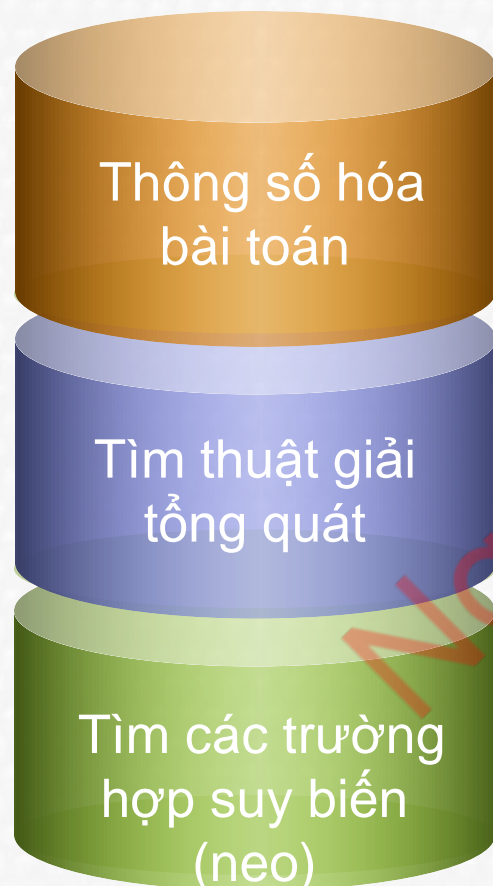 Thông số hóa
bài toán
Tìm thuật giải
tổng quát
Tìm các trường
hợp suy biến
(neo)